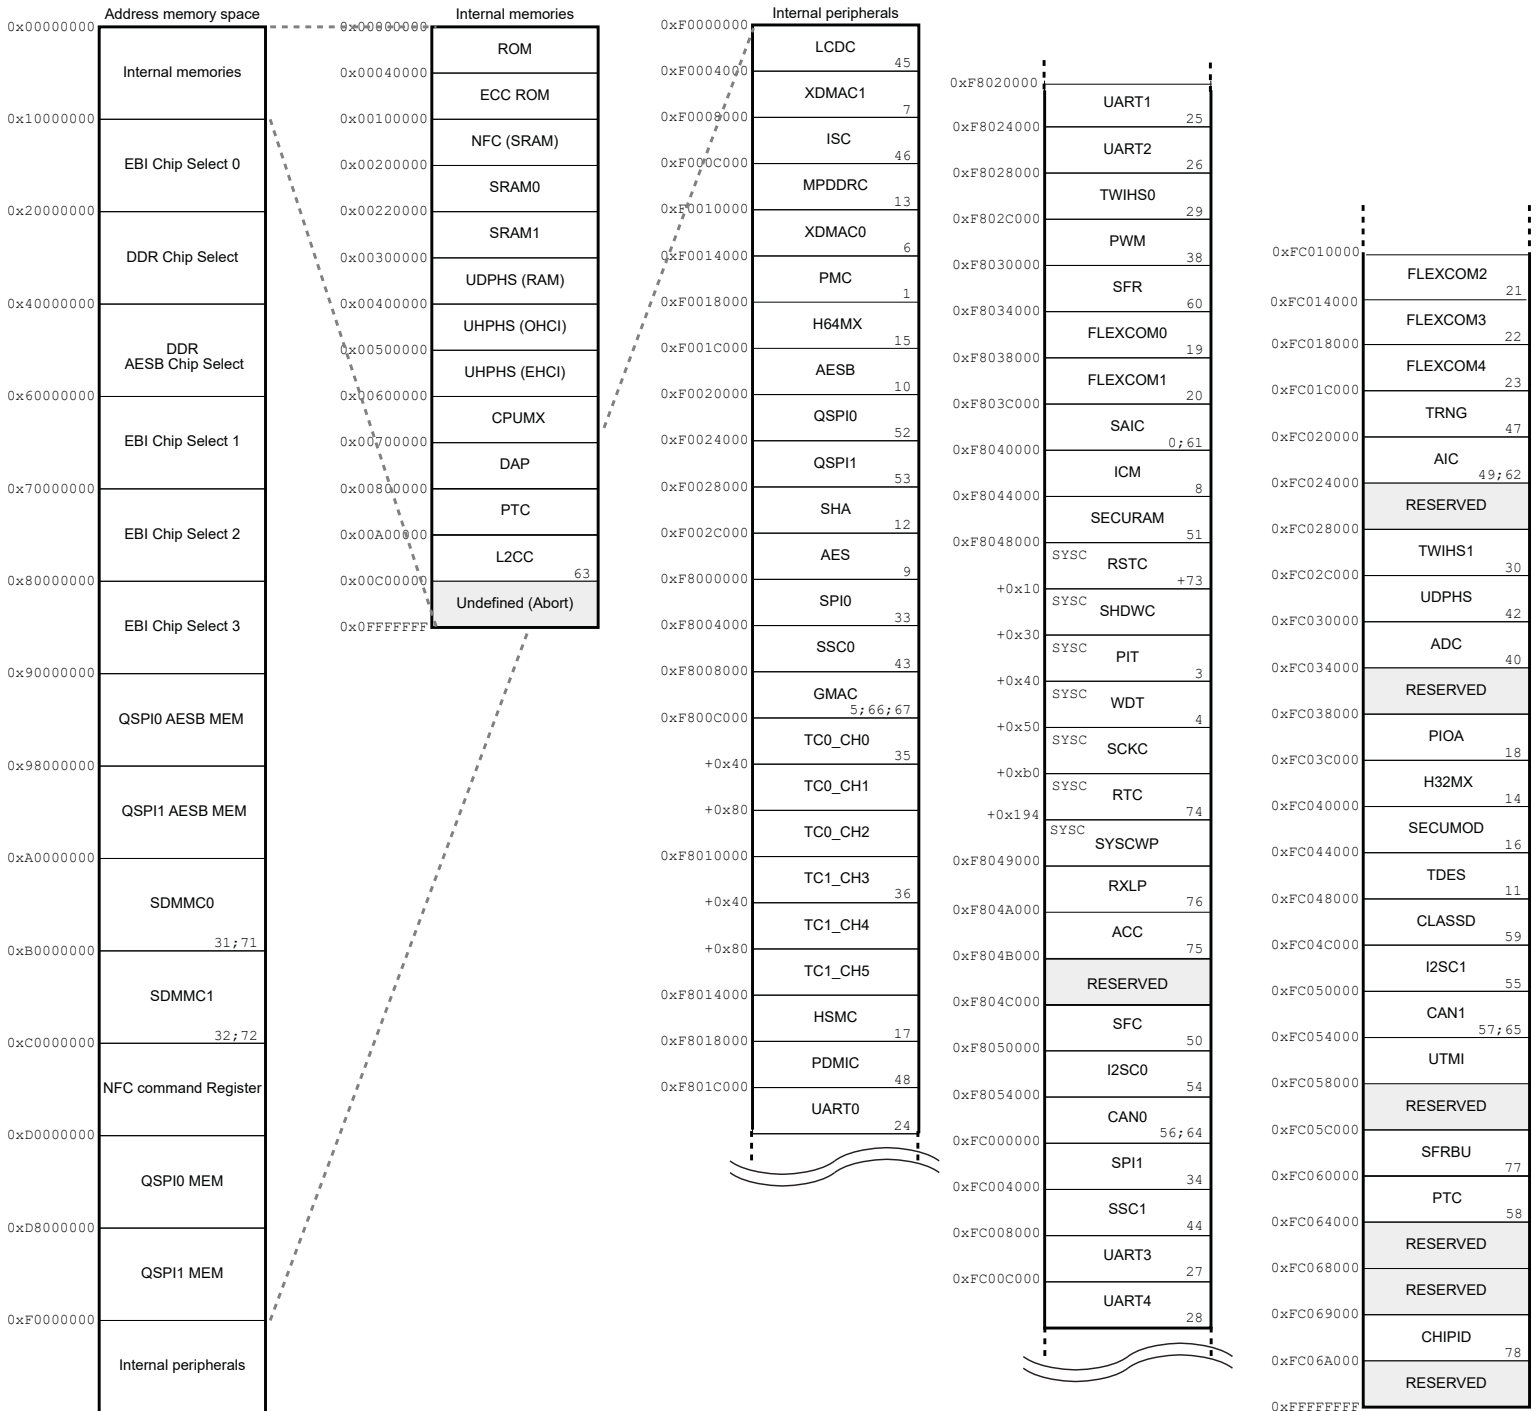 Address memory space
0x00000000
Internal memories
0x10000000
EBI Chip Select 0
0x20000000
DDR Chip Select
0x40000000
DDR
AESB Chip Select
0x60000000
EBI Chip Select 1
0x70000000
EBI Chip Select 2
0x80000000
EBI Chip Select 3
0x90000000
QSPI0 AESB MEM
0x98000000
QSPI1 AESB MEM
0xA0000000
SDMMC0
31;71
0xB0000000
SDMMC1
32;72
0xC0000000
NFC command Register
0xD0000000
QSPI0 MEM
0xD8000000
QSPI1 MEM
0xF0000000
Internal peripherals
Internal memories
0x00000000
ROM
0x00040000
ECC ROM
0x00100000
NFC (SRAM)
0x00200000
SRAM0
0x00220000
SRAM1
0x00300000
UDPHS (RAM)
0x00400000
UHPHS (OHCI)
0x00500000
UHPHS (EHCI)
0x00600000
CPUMX
0x00700000
DAP
0x00800000
PTC
0x00A00000
L2CC
63
0x00C00000
Undefined (Abort)
0x0FFFFFFF
Internal peripherals
0xF0000000
LCDC
45
0xF0004000
XDMAC1
7
0xF0008000
ISC
46
0xF000C000
MPDDRC
13
0xF0010000
XDMAC0
6
0xF0014000
PMC
1
0xF0018000
H64MX
15
0xF001C000
AESB
10
0xF0020000
QSPI0
52
0xF0024000
QSPI1
53
0xF0028000
SHA
12
0xF002C000
AES
9
0xF8000000
SPI0
33
0xF8004000
SSC0
43
0xF8008000
GMAC
5;66;67
0xF800C000
TC0_CH0
35
+0x40
TC0_CH1
+0x80
TC0_CH2
0xF8010000
TC1_CH3
36
+0x40
TC1_CH4
+0x80
TC1_CH5
0xF8014000
HSMC
17
0xF8018000
PDMIC
48
0xF801C000
UART0
24
0xF8020000
UART1
25
0xF8024000
UART2
26
0xF8028000
TWIHS0
29
0xF802C000
PWM
38
0xF8030000
SFR
60
0xF8034000
FLEXCOM0
19
0xF8038000
FLEXCOM1
20
0xF803C000
SAIC
0;61
0xF8040000
ICM
8
0xF8044000
SECURAM
51
0xF8048000
SYSC
RSTC
+73
+0x10
SYSC
SHDWC
+0x30
SYSC
PIT
3
+0x40
SYSC
WDT
4
+0x50
SYSC
SCKC
+0xb0
SYSC
RTC
74
+0x194
SYSC
SYSCWP
0xF8049000
RXLP
76
0xF804A000
ACC
75
0xF804B000
RESERVED
0xF804C000
SFC
50
0xF8050000
I2SC0
54
0xF8054000
CAN0
56;64
0xFC000000
SPI1
34
0xFC004000
SSC1
44
0xFC008000
UART3
27
0xFC00C000
UART4
28
0xFC010000
FLEXCOM2
21
0xFC014000
FLEXCOM3
22
0xFC018000
FLEXCOM4
23
0xFC01C000
TRNG
47
0xFC020000
AIC
49;62
0xFC024000
RESERVED
0xFC028000
TWIHS1
30
0xFC02C000
UDPHS
42
0xFC030000
ADC
40
0xFC034000
RESERVED
0xFC038000
PIOA
18
0xFC03C000
H32MX
14
0xFC040000
SECUMOD
16
0xFC044000
TDES
11
0xFC048000
CLASSD
59
0xFC04C000
I2SC1
55
0xFC050000
CAN1
57;65
0xFC054000
UTMI
0xFC058000
RESERVED
0xFC05C000
SFRBU
77
0xFC060000
PTC
58
0xFC064000
RESERVED
0xFC068000
RESERVED
0xFC069000
CHIPID
78
0xFC06A000
RESERVED
0xFFFFFFFF